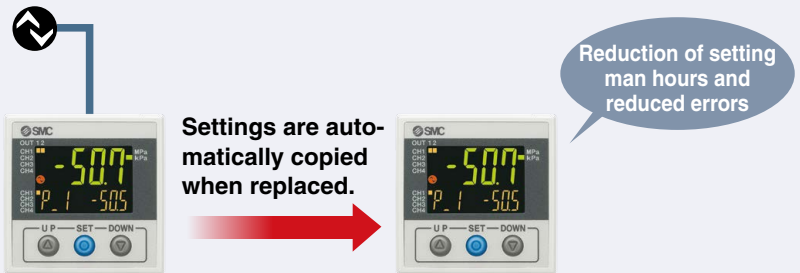 Reduction of setting
man hours and
reduced errors
Settings are auto-
matically copied
when replaced.
SMC
OUT 1 2
CH1
CH2
CH3
CH4
-50.7
MPa
kPa
CH1
CH2
CH3
CH4
P_1 -50.5
UP SET DOWN
SMC
OUT 1 2
CH1
CH2
CH3
CH4
-50.7
MPa
kPa
CH1
CH2
CH3
CH4
P_1 -50.5
UP SET DOWN